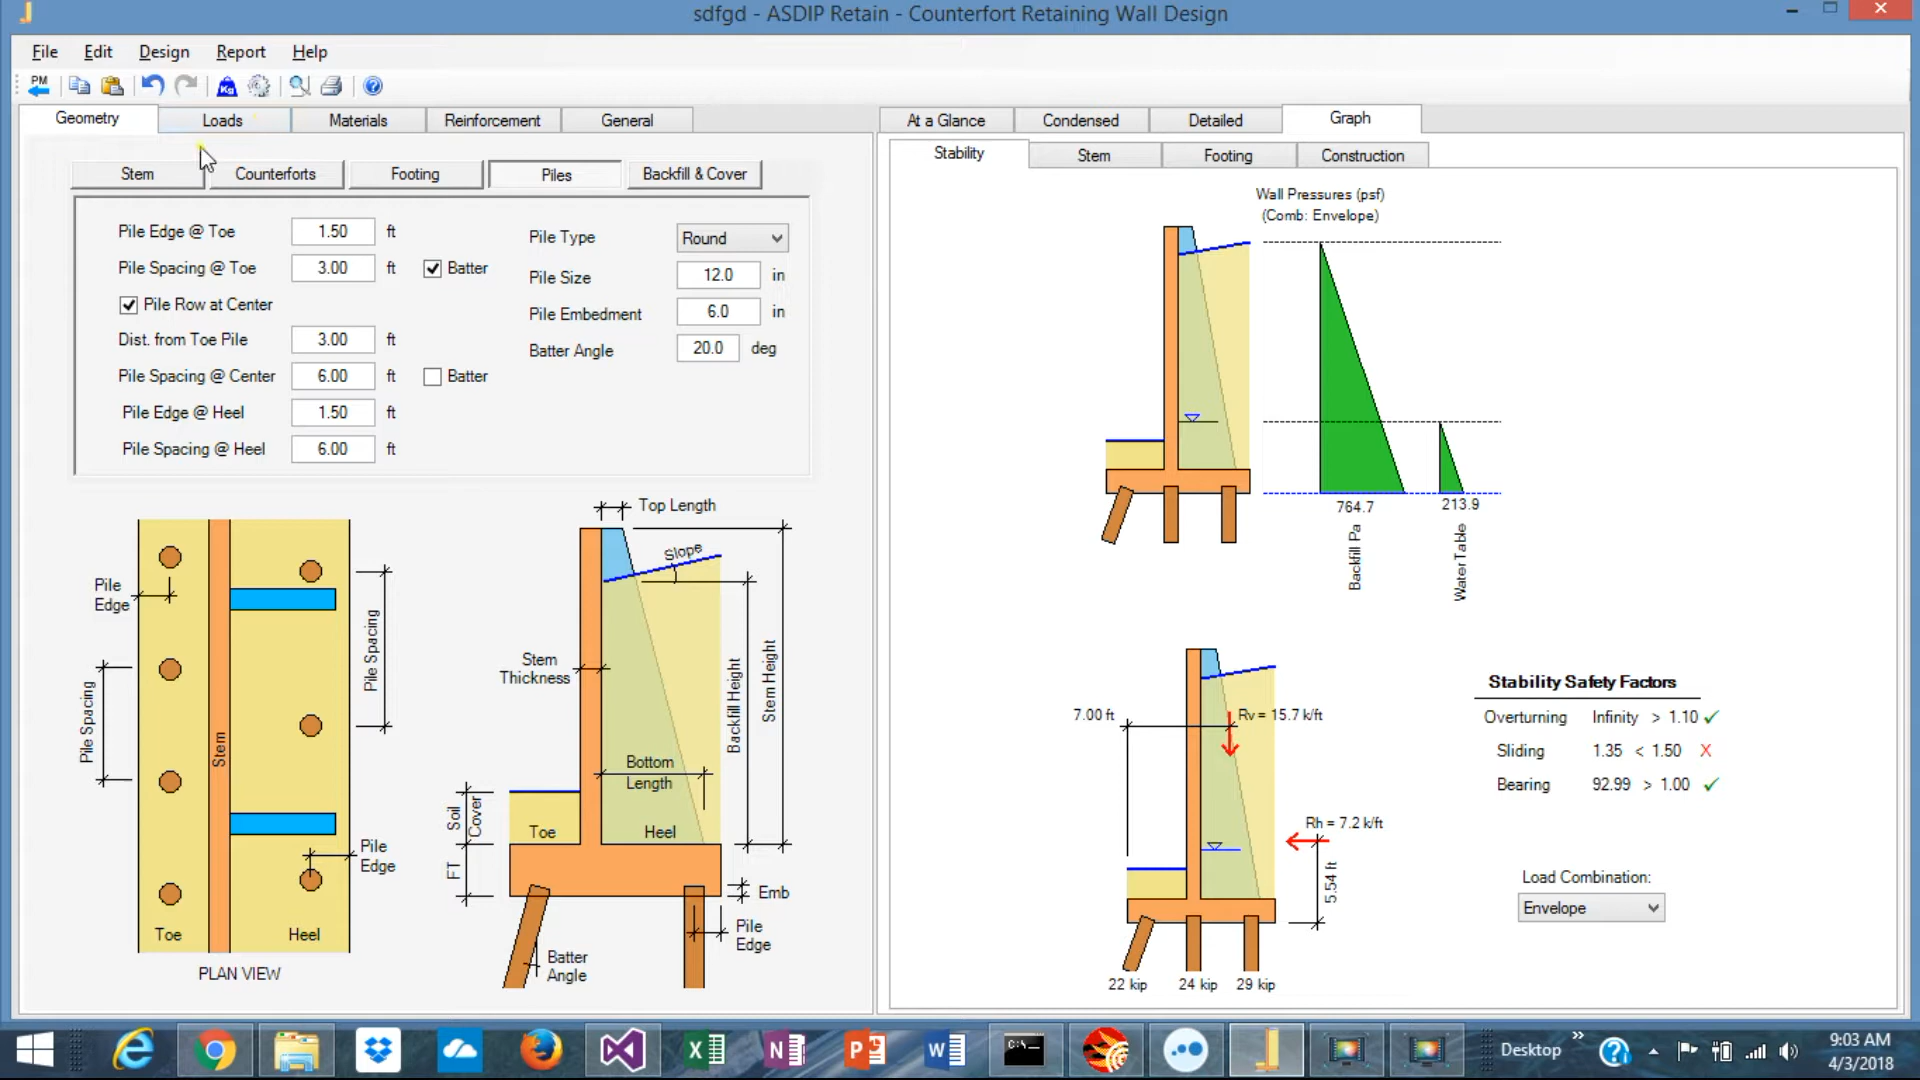 sdfgd - ASDIP Retain - Counterfort Retaining Wall Design
File Edit Design Report Help
PM
Kg
Geometry Loads Materials Reinforcement General
Stem Counterforts Footing Piles Backfill & Cover
Pile Edge @ Toe 1.50 ft
Pile Spacing @ Toe 3.00 ft Batter
Pile Row at Center
Dist. from Toe Pile 3.00 ft
Pile Spacing @ Center 6.00 ft Batter
Pile Edge @ Heel 1.50 ft
Pile Spacing @ Heel 6.00 ft
Pile Type Round
Pile Size 12.0 in
Pile Embedment 6.0 in
Batter Angle 20.0 deg
Pile
Edge
Pile Spacing
Stem
Pile Spacing
Pile
Edge
Toe
Heel
PLAN VIEW
Top Length
Slope
Stem
Thickness
Backfill Height
Stem Height
Bottom
Length
Soil
Cover
Toe
Heel
FT
Emb
Pile
Edge
Batter
Angle
At a Glance Condensed Detailed Graph
Stability Stem Footing Construction
Wall Pressures (psf)
(Comb: Envelope)
764.7
213.9
Backfill Pa
Water Table
7.00 ft
Rv = 15.7 k/ft
Rh = 7.2 k/ft
5.54 ft
22 kip 24 kip 29 kip
Stability Safety Factors
Overturning Infinity > 1.10 ✓
Sliding 1.35 < 1.50 X
Bearing 92.99 > 1.00 ✓
Load Combination:
Envelope
C:\
Desktop
9:03 AM
4/3/2018